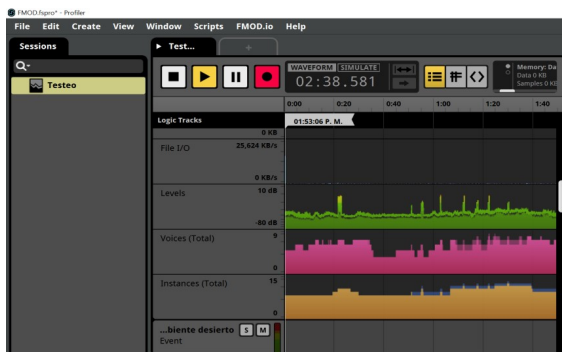 FMOD.fspro* - Profiler
File Edit Create View Window Scripts FMOD.io Help
Sessions
Test...
+
Testeo
WAVEFORM SIMULATE
02:38.581
Memory: Da
Data 0 KB
Samples 0 KB
0:00 0:20 0:40 1:00 1:20 1:40
Logic Tracks
01:53:06 P. M.
0 KB
File I/O 25,624 KB/s
0 KB/s
Levels 10 dB
-80 dB
Voices (Total) 9
0
Instances (Total) 15
0
...biente desierto S M
Event